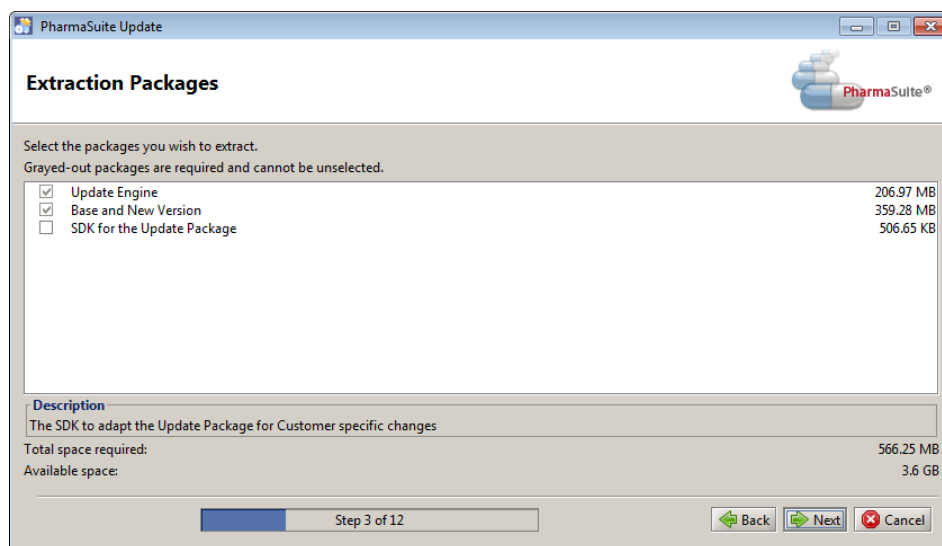 PharmaSuite Update
Extraction Packages
PharmaSuite®
Select the packages you wish to extract.
Grayed-out packages are required and cannot be unselected.
Update Engine 206.97 MB
Base and New Version 359.28 MB
SDK for the Update Package 506.65 KB
Description
The SDK to adapt the Update Package for Customer specific changes
Total space required: 566.25 MB
Available space: 3.6 GB
Step 3 of 12 Back Next Cancel